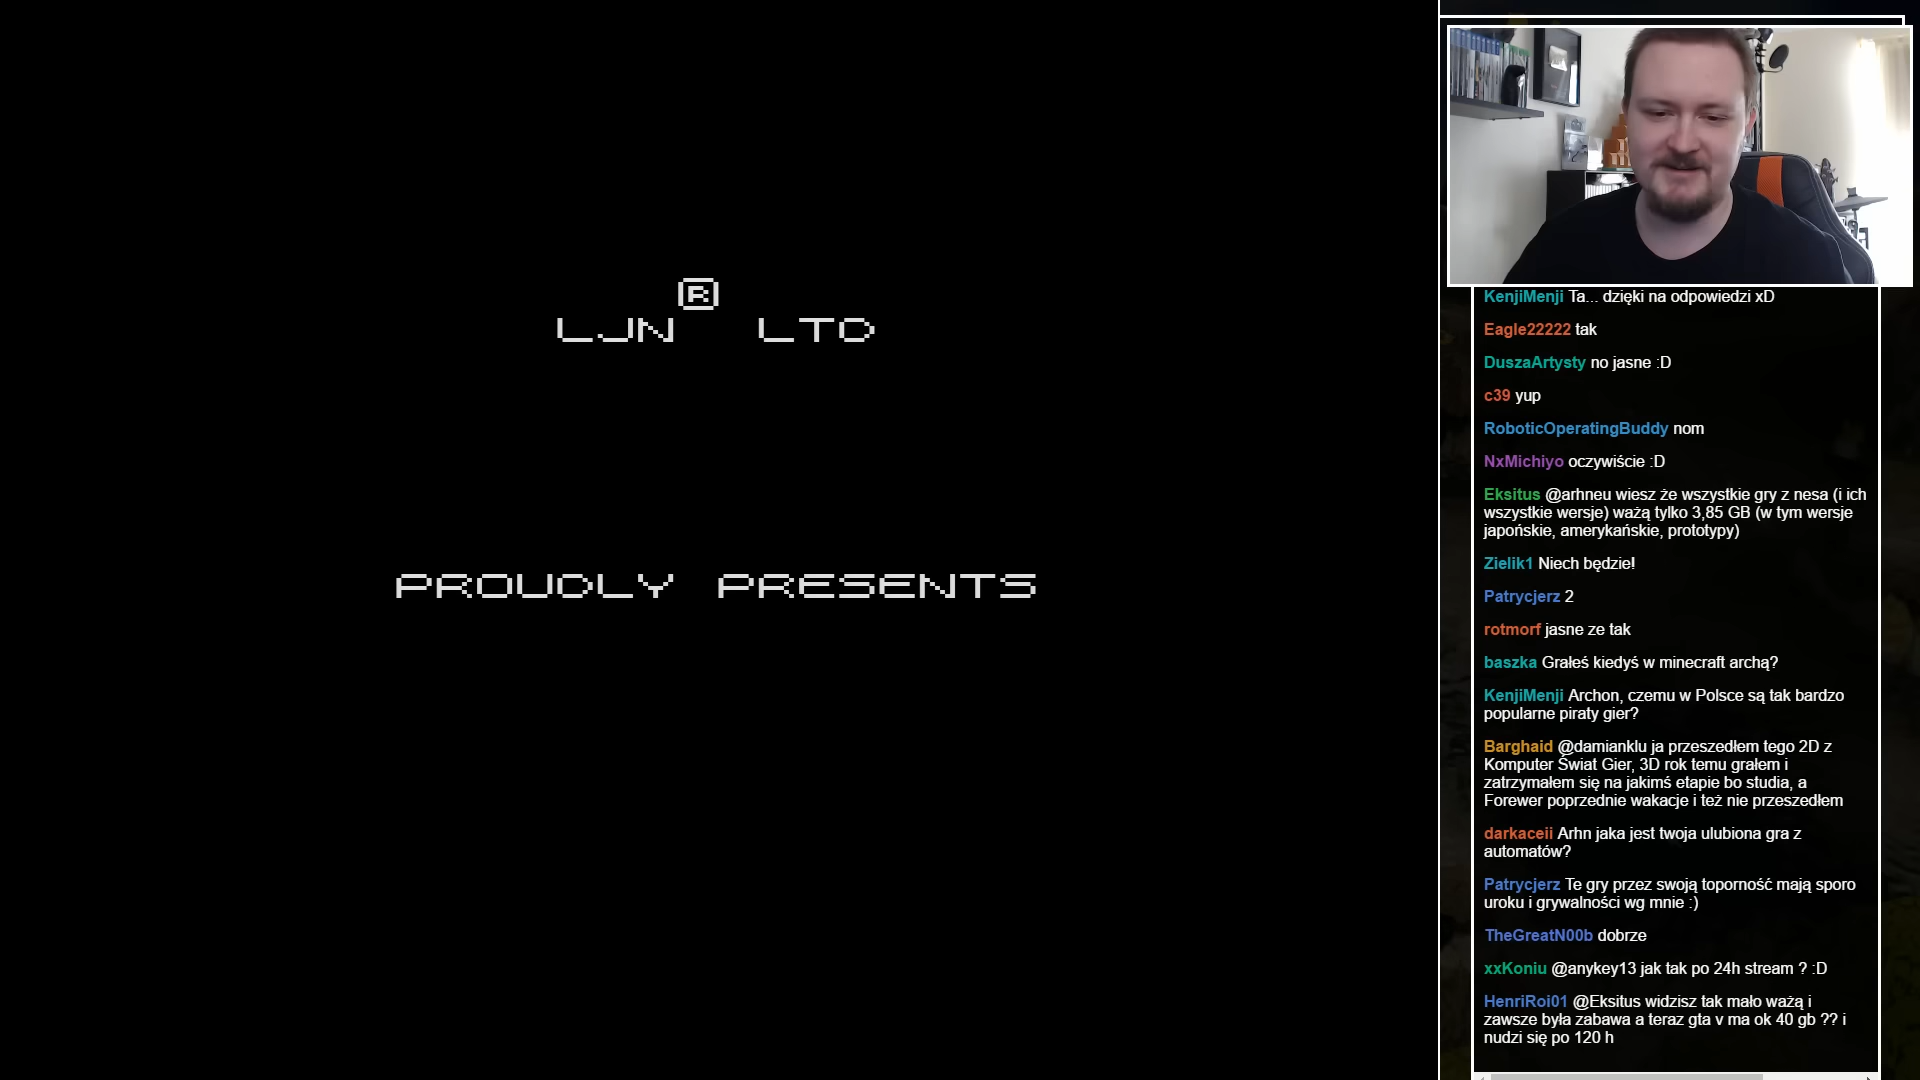 ®
LJN LTD
PROUDLY PRESENTS
KenjiMenji Ta... dzięki na odpowiedzi xD
Eagle22222 tak
DuszaArtysty no jasne :D
c39 yup
RoboticOperatingBuddy nom
NxMichiyo oczywiście :D
Eksitus @arhneu wiesz że wszystkie gry z nesa (i ich
wszystkie wersje) ważą tylko 3,85 GB (w tym wersje
japońskie, amerykańskie, prototypy)
Zielik1 Niech będzie!
Patrycjerz 2
rotmorf jasne ze tak
baszka Grałeś kiedyś w minecraft archą?
KenjiMenji Archon, czemu w Polsce są tak bardzo
popularne piraty gier?
Barghaid @damianklu ja przeszedłem tego 2D z
Komputer Świat Gier, 3D rok temu grałem i
zatrzymałem się na jakimś etapie bo studia, a
Forewer poprzednie wakacje i też nie przeszedłem
darkaceii Arhn jaka jest twoja ulubiona gra z
automatów?
Patrycjerz Te gry przez swoją toporność mają sporo
uroku i grywalności wg mnie :)
TheGreatN00b dobrze
xxKoniu @anykey13 jak tak po 24h stream ? :D
HenriRoi01 @Eksitus widzisz tak mało ważą i
zawsze była zabawa a teraz gta v ma ok 40 gb ?? i
nudzi się po 120 h